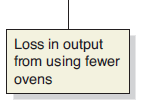 Loss in output
from using fewer
ovens